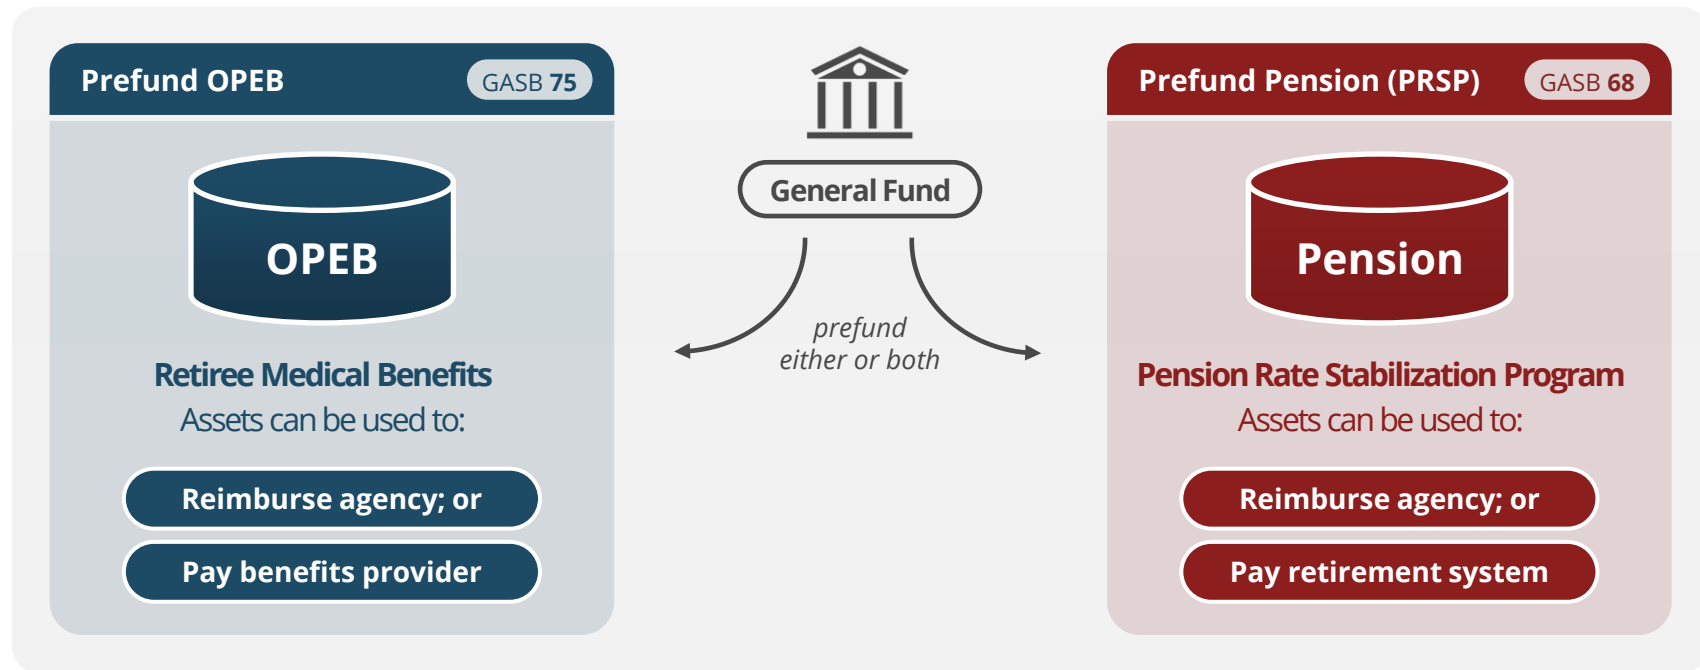 Prefund OPEB
GASB 75
OPEB
Retiree Medical Benefits
Assets can be used to:
Reimburse agency; or
Pay benefits provider
General Fund
prefund
either or both
Prefund Pension (PRSP)
GASB 68
Pension
Pension Rate Stabilization Program
Assets can be used to:
Reimburse agency; or
Pay retirement system